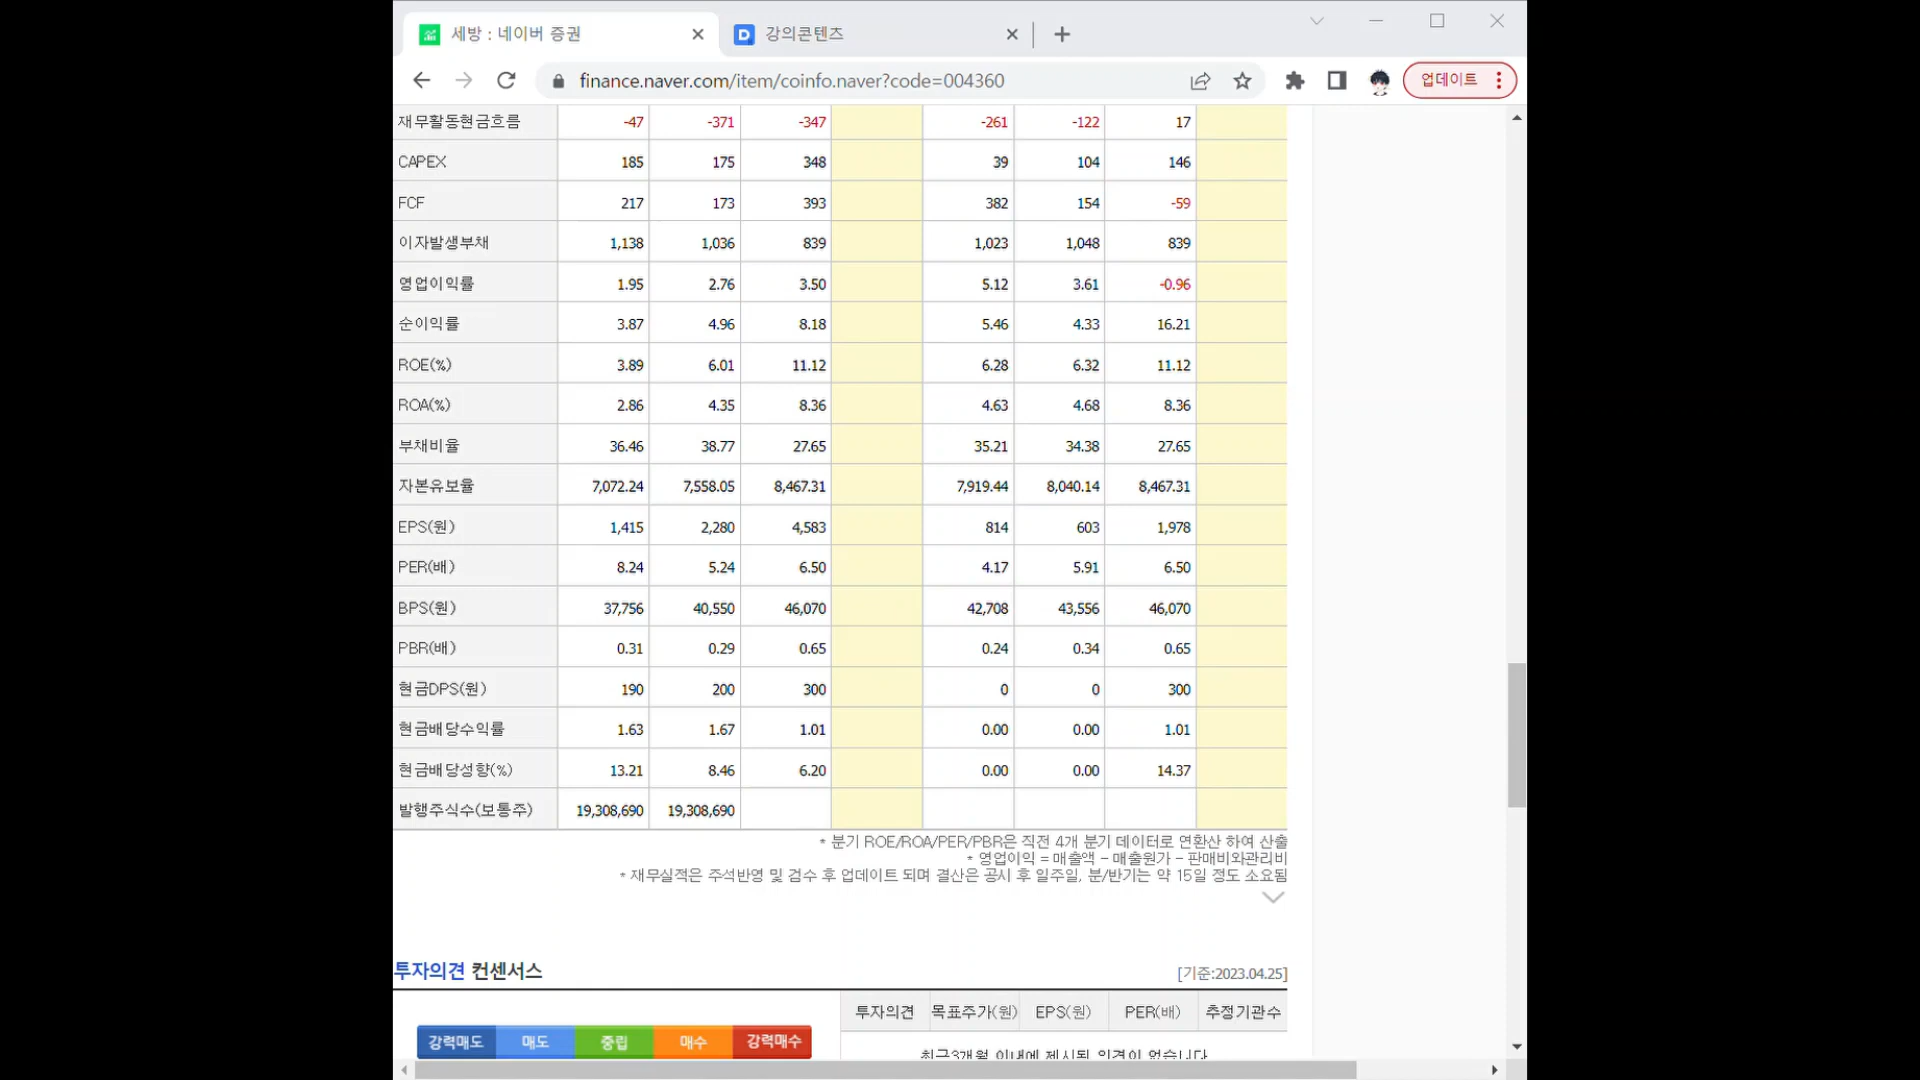 세방 : 네이버 증권
강의콘텐츠
finance.naver.com/item/coinfo.naver?code=004360
업데이트
재무활동현금흐름 -47 -371 -347 -261 -122 17
CAPEX 185 175 348 39 104 146
FCF 217 173 393 382 154 -59
이자발생부채 1,138 1,036 839 1,023 1,048 839
영업이익률 1.95 2.76 3.50 5.12 3.61 -0.96
순이익률 3.87 4.96 8.18 5.46 4.33 16.21
ROE(%) 3.89 6.01 11.12 6.28 6.32 11.12
ROA(%) 2.86 4.35 8.36 4.63 4.68 8.36
부채비율 36.46 38.77 27.65 35.21 34.38 27.65
자본유보율 7,072.24 7,558.05 8,467.31 7,919.44 8,040.14 8,467.31
EPS(원) 1,415 2,280 4,583 814 603 1,978
PER(배) 8.24 5.24 6.50 4.17 5.91 6.50
BPS(원) 37,756 40,550 46,070 42,708 43,556 46,070
PBR(배) 0.31 0.29 0.65 0.24 0.34 0.65
현금DPS(원) 190 200 300 0 0 300
현금배당수익률 1.63 1.67 1.01 0.00 0.00 1.01
현금배당성향(%) 13.21 8.46 6.20 0.00 0.00 14.37
발행주식수(보통주) 19,308,690 19,308,690
* 분기 ROE/ROA/PER/PBR은 직전 4개 분기 데이터로 연환산 하여 산출
* 영업이익 = 매출액 - 매출원가 - 판매비와관리비
* 재무실적은 주석반영 및 검수 후 업데이트 되며 결산은 공시 후 일주일, 분/반기는 약 15일 정도 소요됨
투자의견 컨센서스 [기준:2023.04.25]
투자의견 목표주가(원) EPS(원) PER(배) 추정기관수
강력매도 매도 중립 매수 강력매수
최근3개월 이내에 제시된 의견이 없습니다